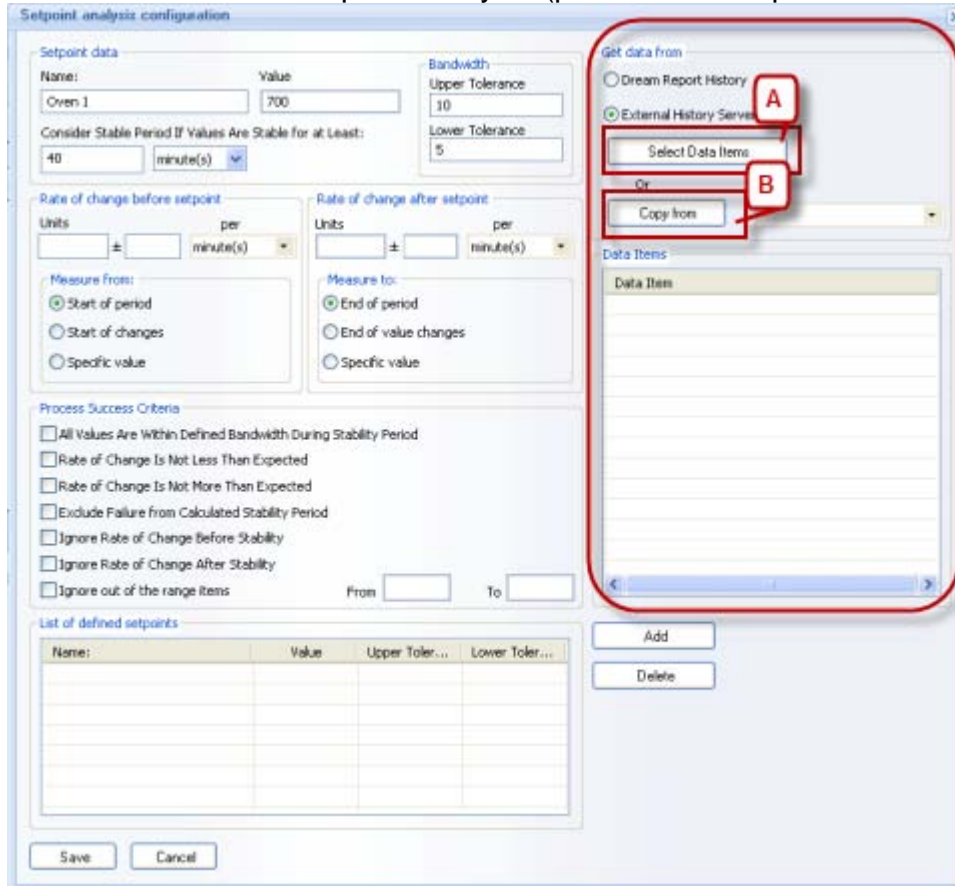 Setpoint analysis configuration
Setpoint data
Name:
Value
Oven 1
700
Consider Stable Period If Values Are Stable for at Least:
40
minute(s)
Bandwidth
Upper Tolerance
10
Lower Tolerance
5
Rate of change before setpoint
Units
per
±
minute(s)
Measure from:
Start of period
Start of changes
Specific value
Rate of change after setpoint
Units
per
±
minute(s)
Measure to:
End of period
End of value changes
Specific value
Process Success Criteria
All Values Are Within Defined Bandwidth During Stability Period
Rate of Change Is Not Less Than Expected
Rate of Change Is Not More Than Expected
Exclude Failure from Calculated Stability Period
Ignore Rate of Change Before Stability
Ignore Rate of Change After Stability
Ignore out of the range items From To
List of defined setpoints
Name: Value Upper Toler... Lower Toler...
Save Cancel
Get data from
Dream Report History
External History Server
A
Select Data Items
Or
B
Copy from
Data Items
Data Item
Add
Delete